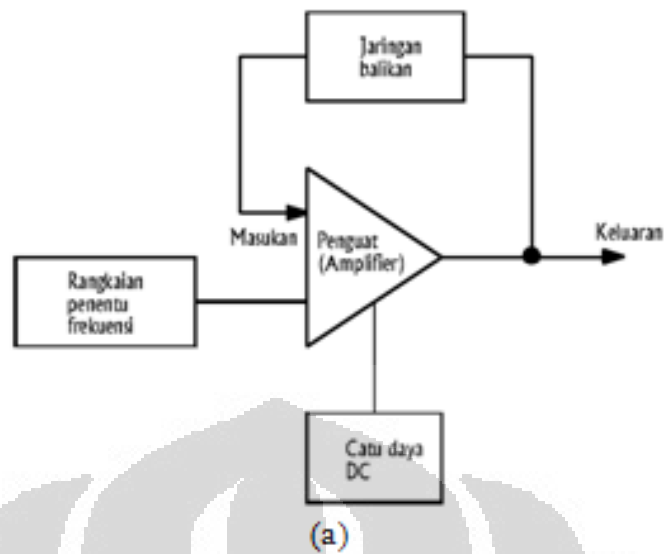 Jaringan
balikan
Masukan
Penguat
(Amplifier)
Keluaran
Rangkaian
penentu
frekuensi
Catu daya
DC
(a)